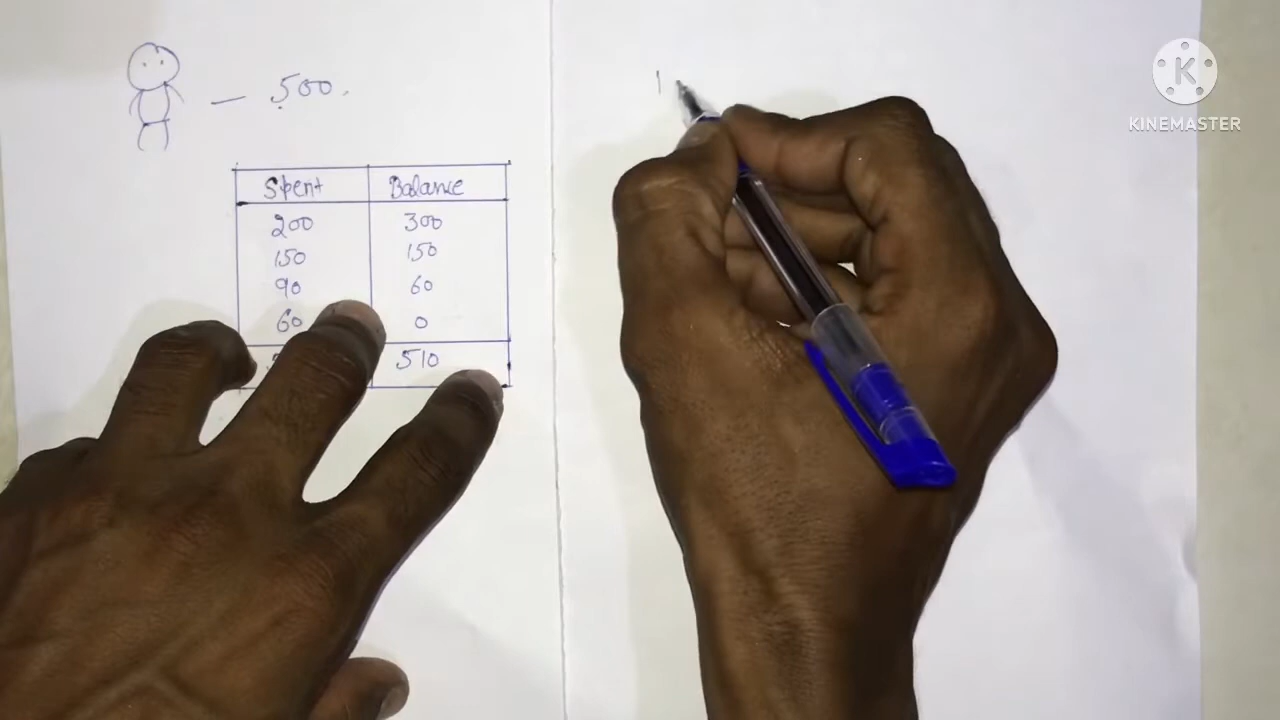 — 500.
Spent Balance
200 300
150 150
90 60
60 0
510
K
KINEMASTER